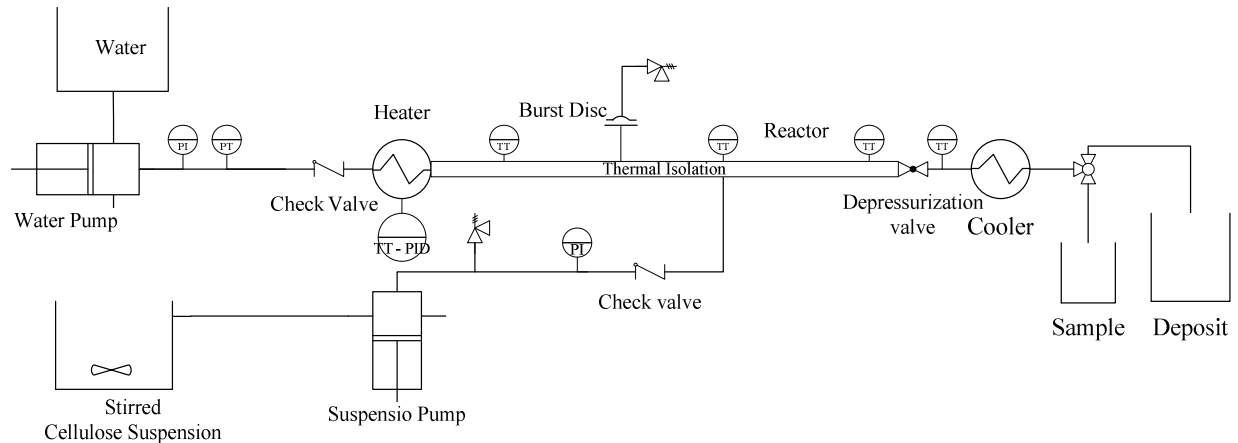 Water
Burst Disc
Heater
Reactor
PI
PT
TT
TT
TT
TT
Thermal Isolation
Check Valve
Water Pump
Depressurization
valve
Cooler
TT - PID
PI
Check valve
Sample
Deposit
Stirred
Cellulose Suspension
Suspensio Pump